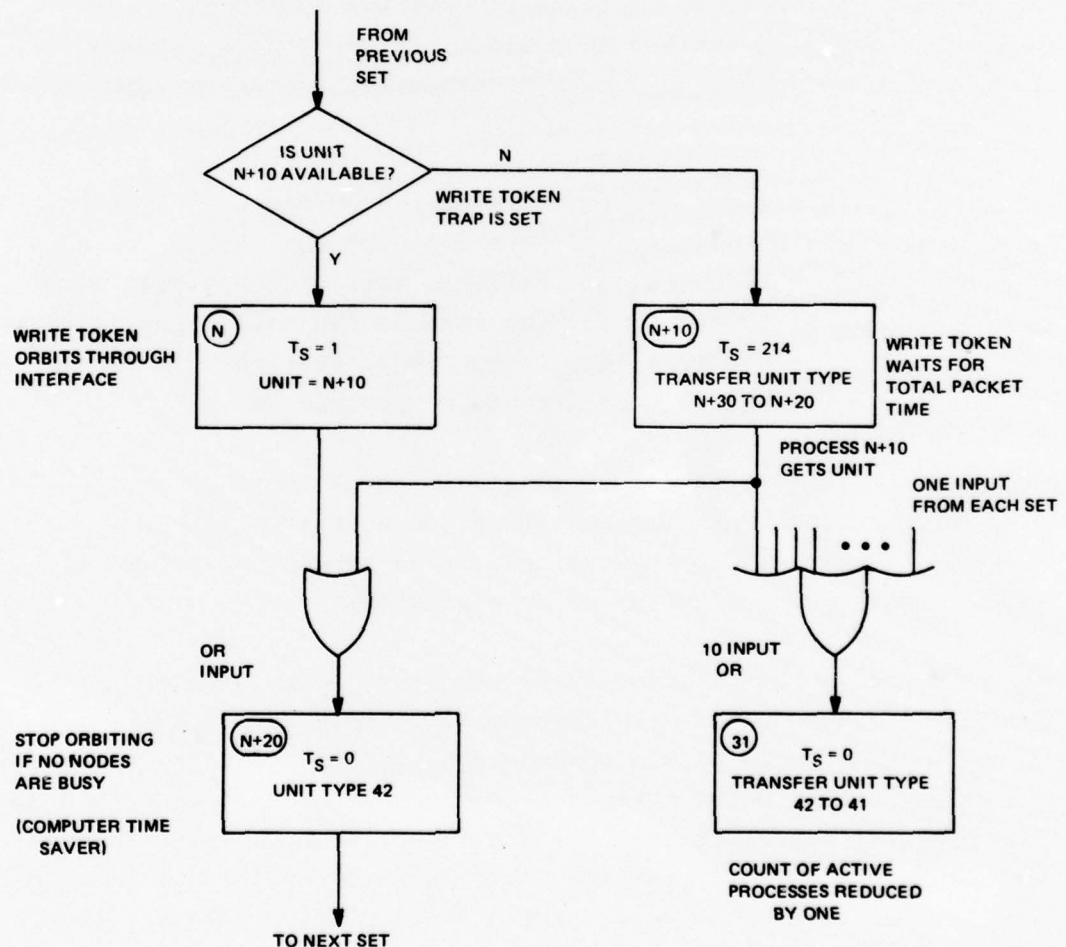 FROM
PREVIOUS
SET
IS UNIT
N+10 AVAILABLE?
N
WRITE TOKEN
TRAP IS SET
Y
WRITE TOKEN
ORBITS THROUGH
INTERFACE
N
TS = 1
UNIT = N+10
N+10
TS = 214
TRANSFER UNIT TYPE
N+30 TO N+20
WRITE TOKEN
WAITS FOR
TOTAL PACKET
TIME
PROCESS N+10
GETS UNIT
ONE INPUT
FROM EACH SET
OR
INPUT
10 INPUT
OR
STOP ORBITING
IF NO NODES
ARE BUSY
(COMPUTER TIME
SAVER)
N+20
TS = 0
UNIT TYPE 42
31
TS = 0
TRANSFER UNIT TYPE
42 TO 41
COUNT OF ACTIVE
PROCESSES REDUCED
BY ONE
TO NEXT SET